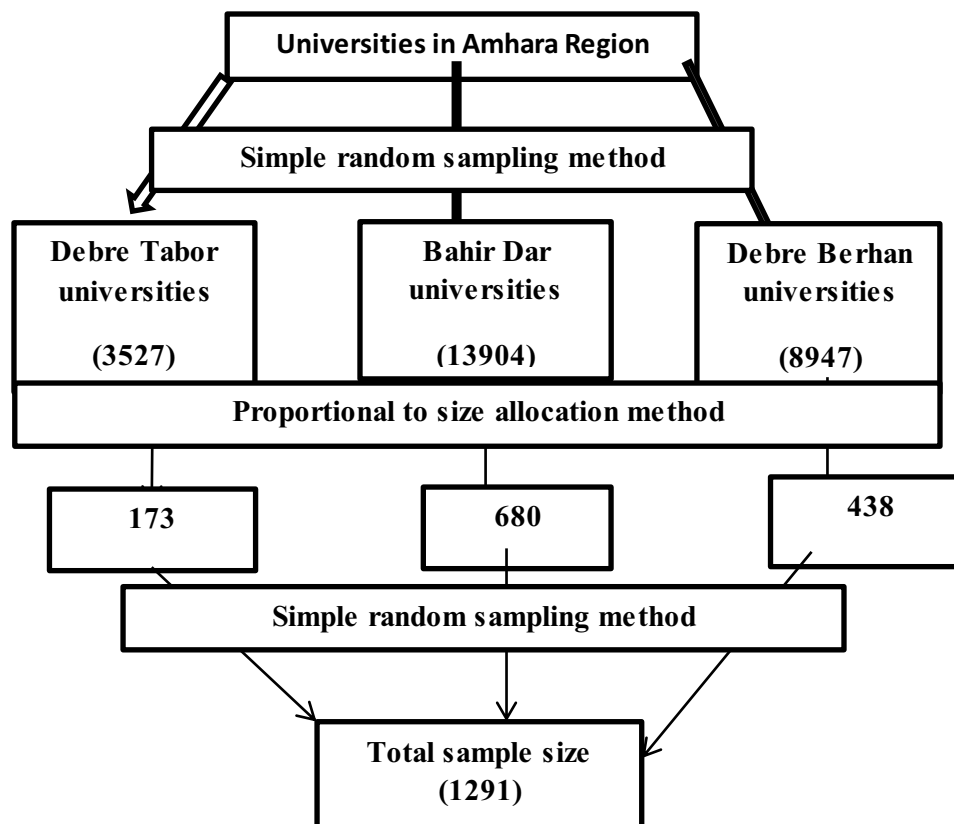 Universities in Amhara Region
Simple random sampling method
Debre Tabor
universities
(3527)
Bahir Dar
universities
(13904)
Debre Berhan
universities
(8947)
Proportional to size allocation method
173
680
438
Simple random sampling method
Total sample size
(1291)